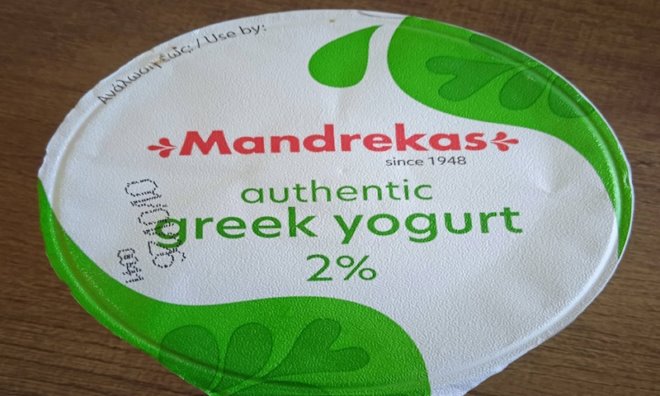 Ανάλωση έως: / Use by:
Mandrekas
since 1948
authentic
greek yogurt
2%